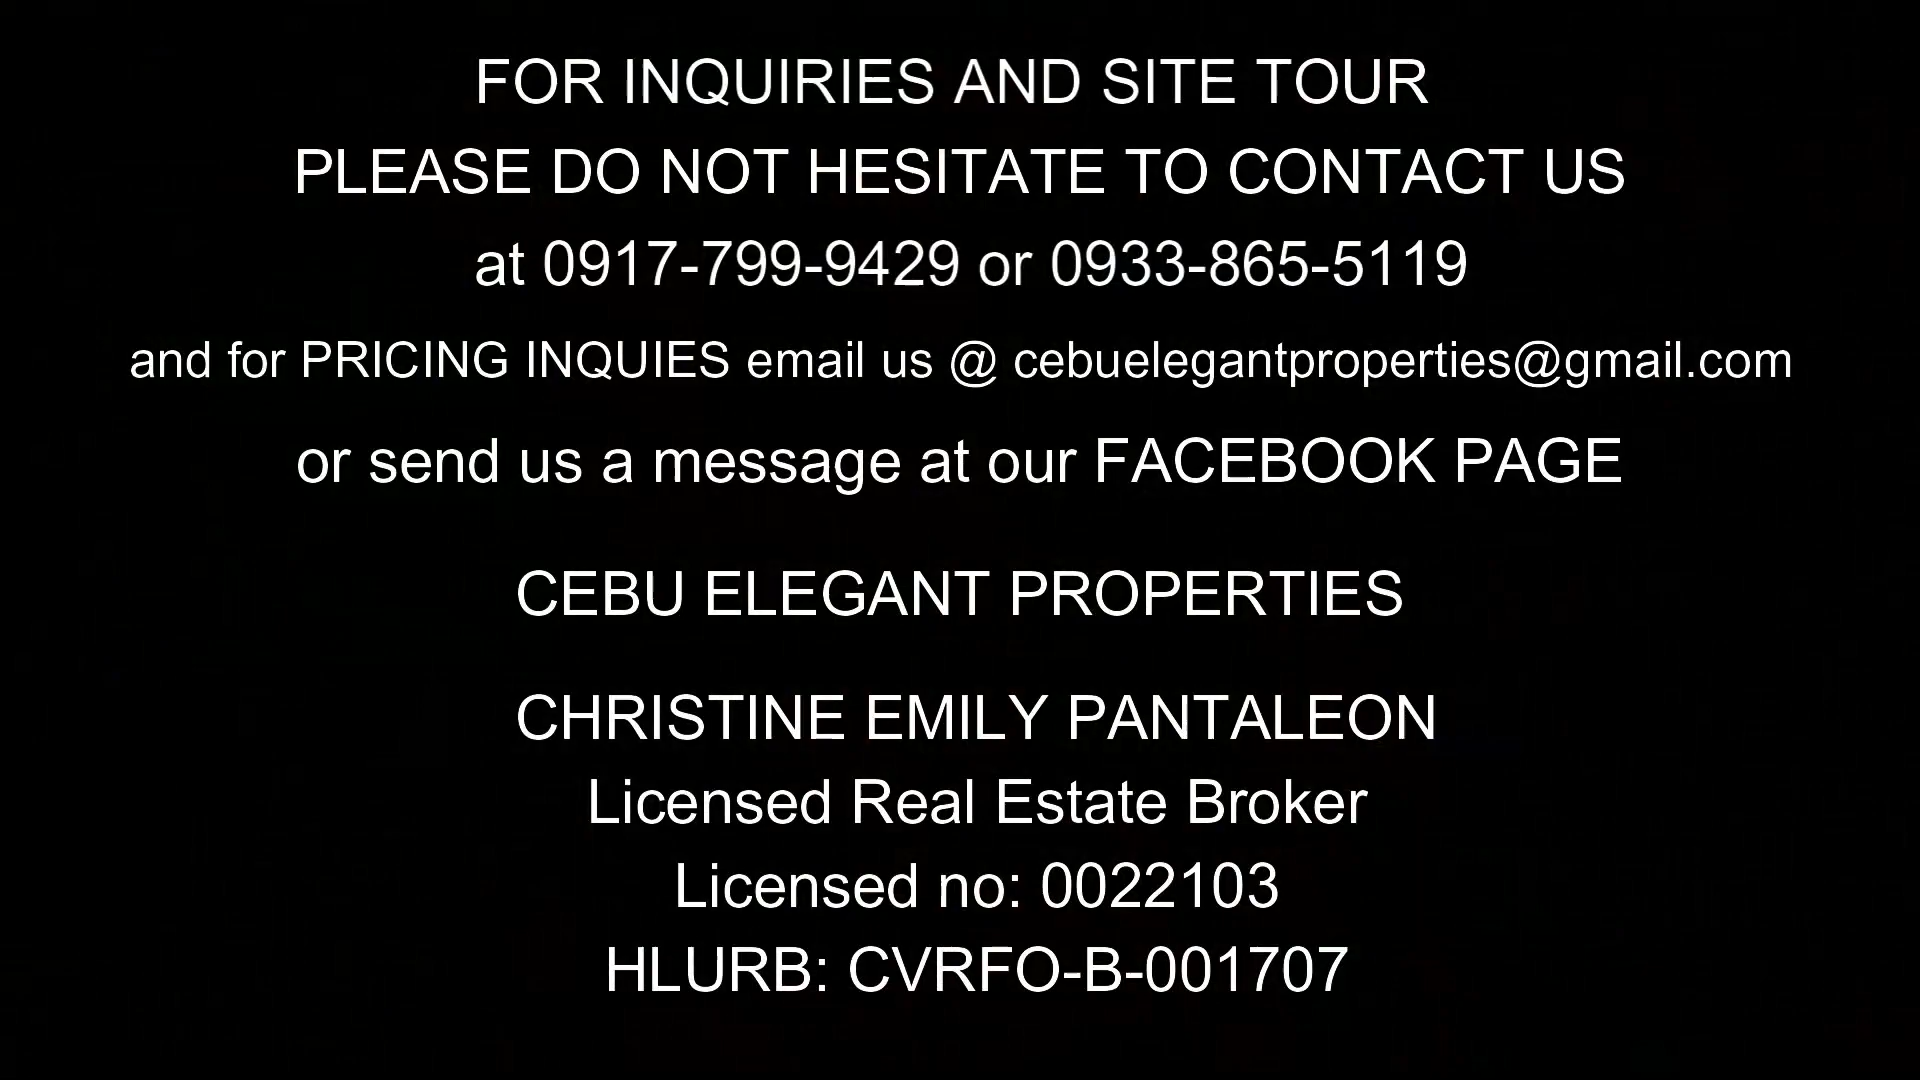 FOR INQUIRIES AND SITE TOUR
PLEASE DO NOT HESITATE TO CONTACT US
at 0917-799-9429 or 0933-865-5119
and for PRICING INQUIES email us @ cebuelegantproperties@gmail.com
or send us a message at our FACEBOOK PAGE
CEBU ELEGANT PROPERTIES
CHRISTINE EMILY PANTALEON
Licensed Real Estate Broker
Licensed no: 0022103
HLURB: CVRFO-B-001707